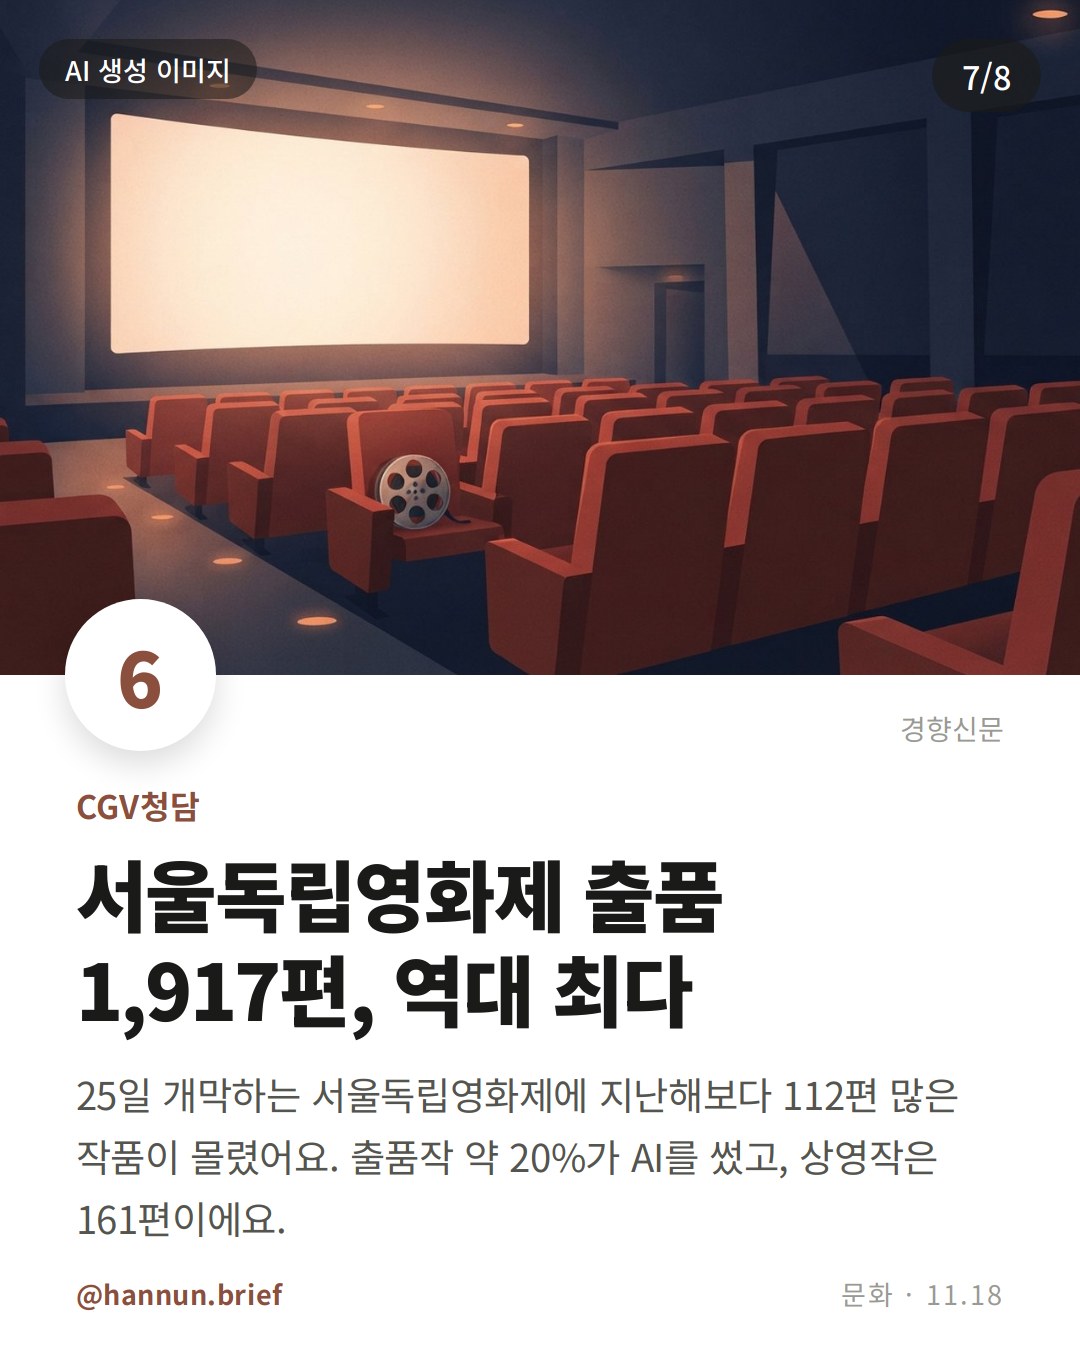 AI 생성 이미지
7/8
6
경향신문
CGV청담
서울독립영화제 출품
1,917편, 역대 최다
25일 개막하는 서울독립영화제에 지난해보다 112편 많은
작품이 몰렸어요. 출품작 약 20%가 AI를 썼고, 상영작은
161편이에요.
@hannun.brief
문화 · 11.18